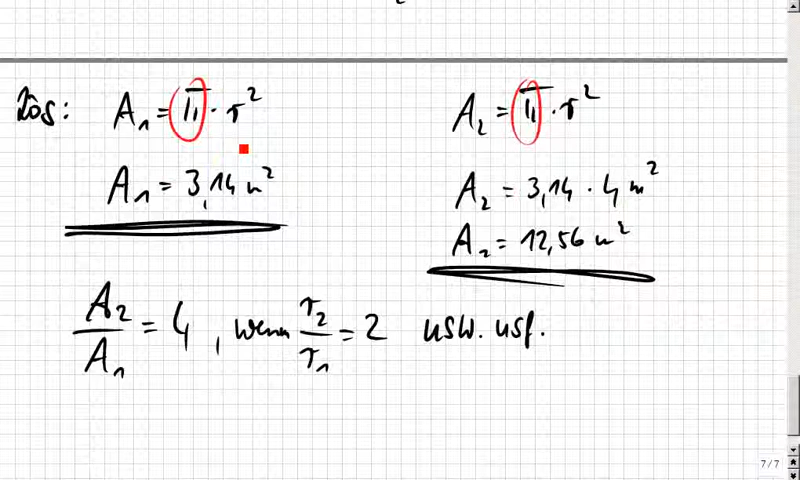 Lös: A₁ = π · r² A₂ = π · r²
A₁ = 3,14 m² A₂ = 3,14 · 4 m²
A₂ = 12,56 m²
A₂/A₁ = 4, wenn r₂/r₁ = 2 usw. usf.
7/7